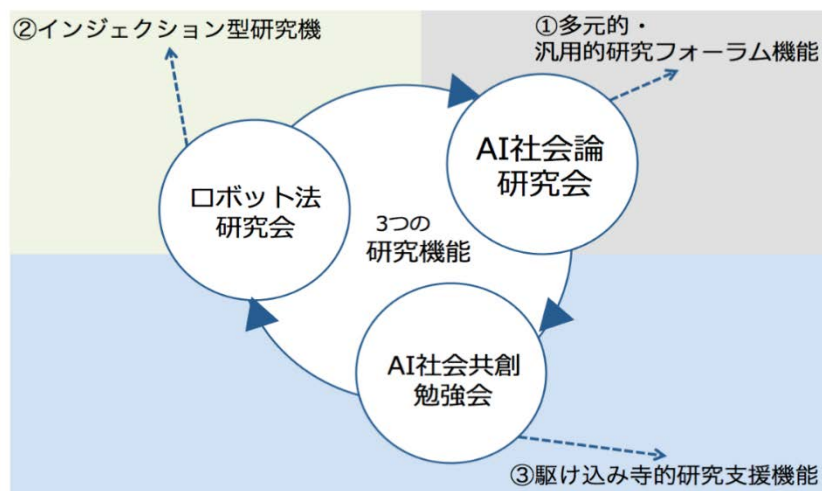 ②インジェクション型研究機
①多元的・
汎用的研究フォーラム機能
AI社会論
研究会
ロボット法
研究会
3つの
研究機能
AI社会共創
勉強会
③駆け込み寺的研究支援機能